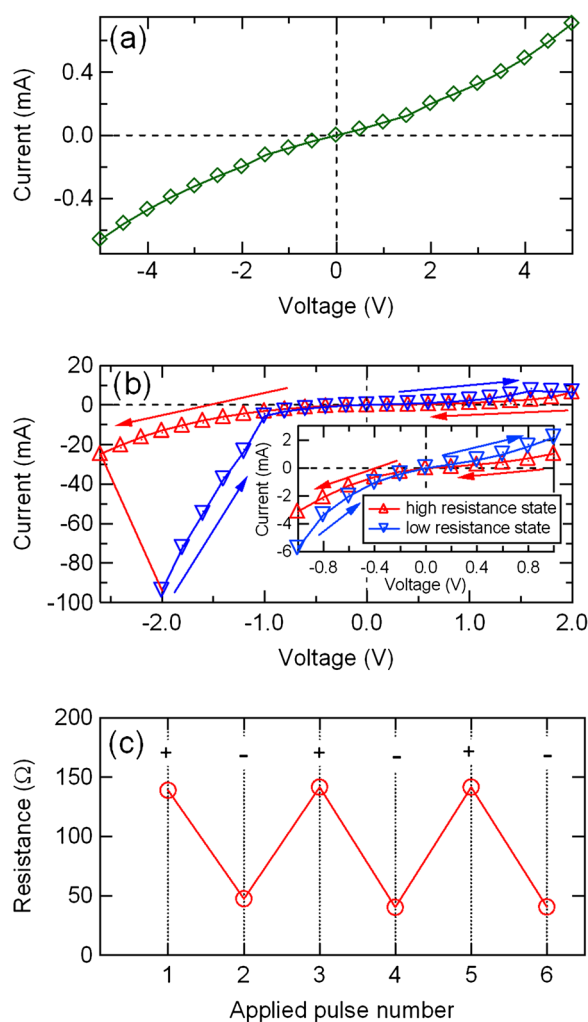 (a)
Current (mA)
0.4
0.0
-0.4
-4
-2
0
2
4
Voltage (V)
(b)
Current (mA)
20
0
-20
-40
-60
-80
-100
-2.0
-1.0
0.0
1.0
2.0
Voltage (V)
Current (mA)
2
0
-2
-4
-6
high resistance state
low resistance state
-0.8
-0.4
0.0
0.4
0.8
Voltage (V)
(c)
Resistance (Ω)
200
150
100
50
0
+ - + - + -
1 2 3 4 5 6
Applied pulse number